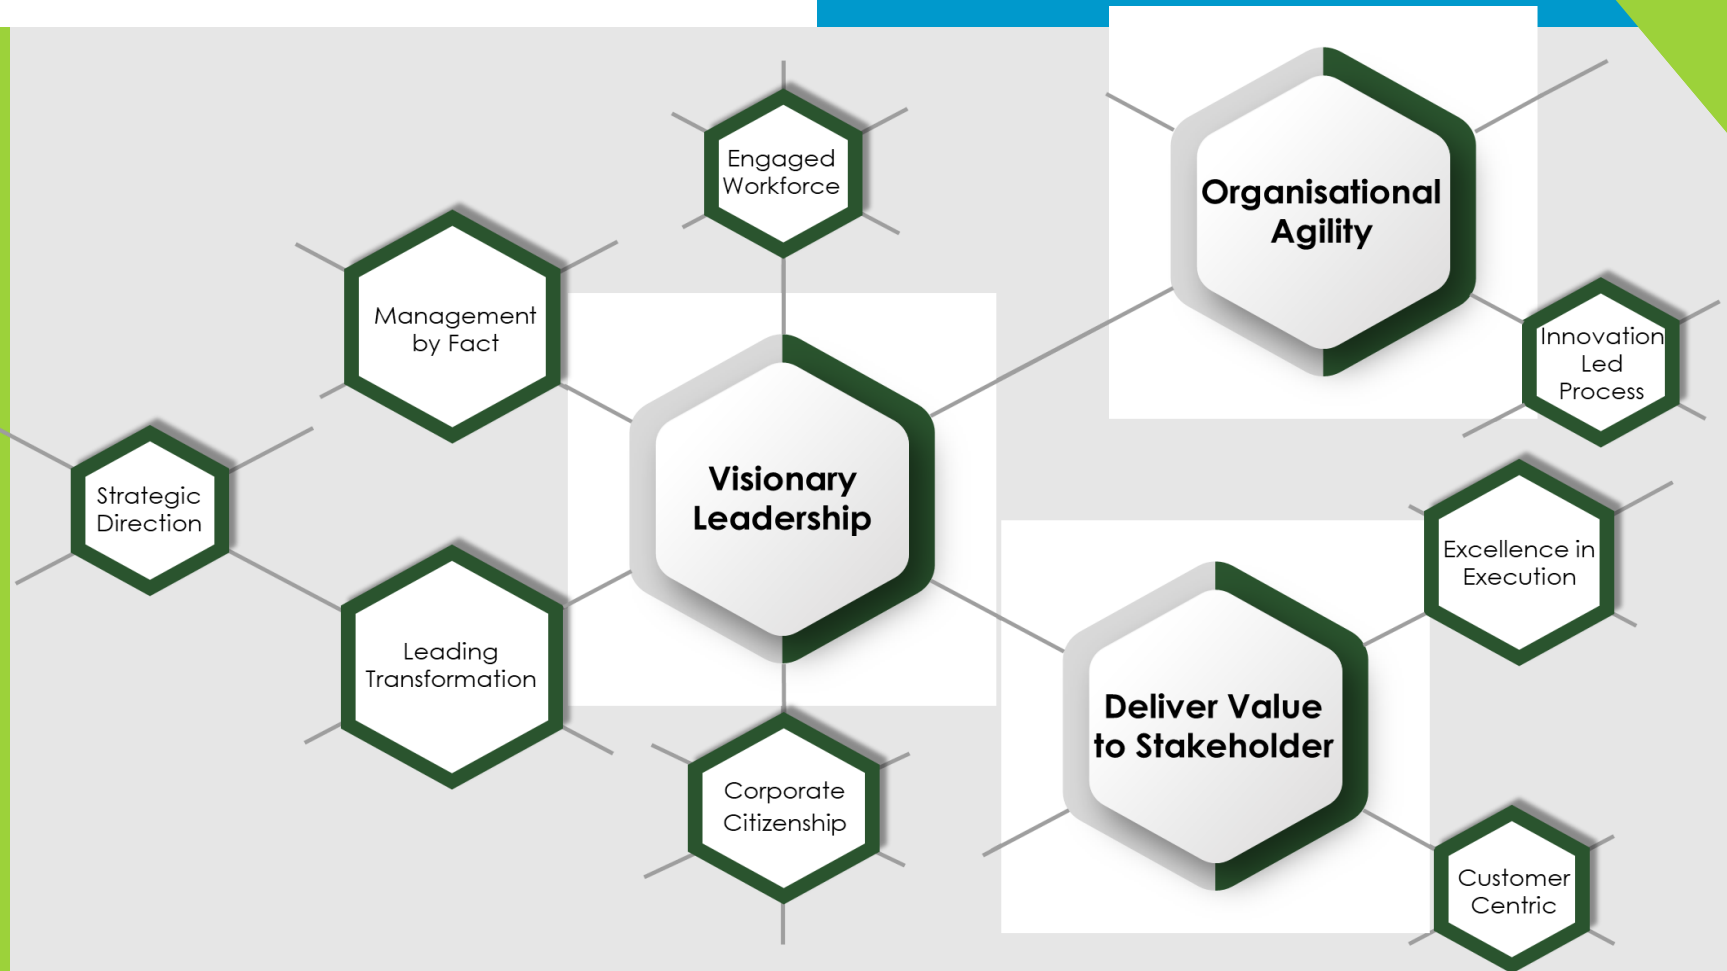 Engaged
Workforce
Organisational
Agility
Management
by Fact
Innovation
Led
Process
Strategic
Direction
Visionary
Leadership
Excellence in
Execution
Leading
Transformation
Deliver Value
to Stakeholder
Corporate
Citizenship
Customer
Centric